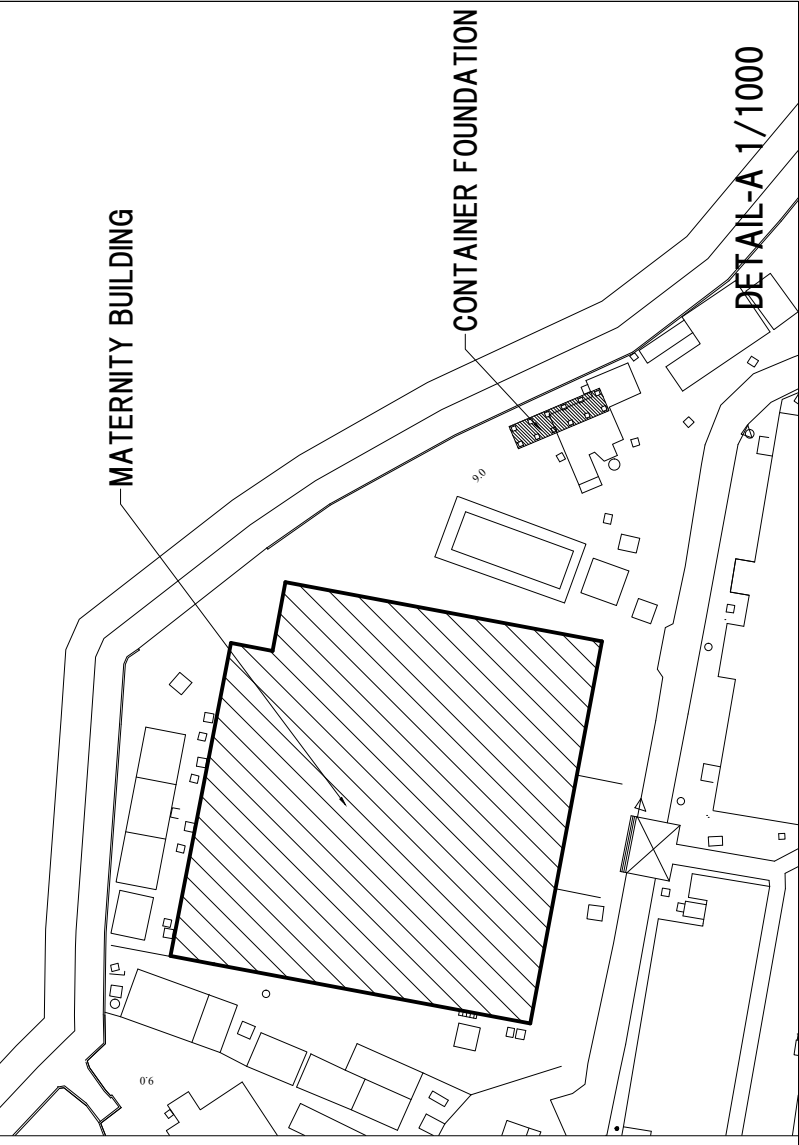 MATERNITY BUILDING
CONTAINER FOUNDATION
9.0
9.0
DETAIL-A 1/1000